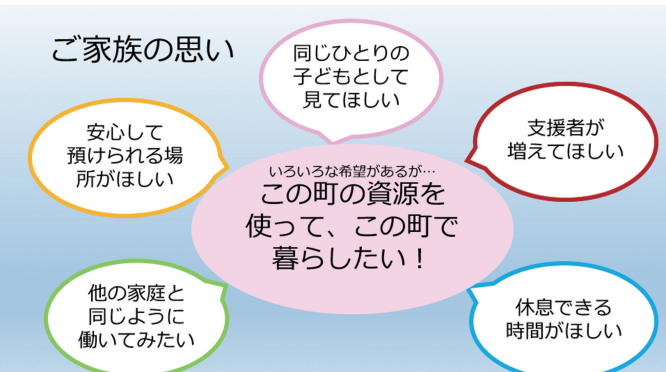 ご家族の思い
同じひとりの
子どもとして
見てほしい
安心して
預けられる場
所がほしい
支援者が
増えてほしい
いろいろな希望があるが…
この町の資源を
使って、この町で
暮らしたい！
他の家庭と
同じように
働いてみたい
休息できる
時間がほしい